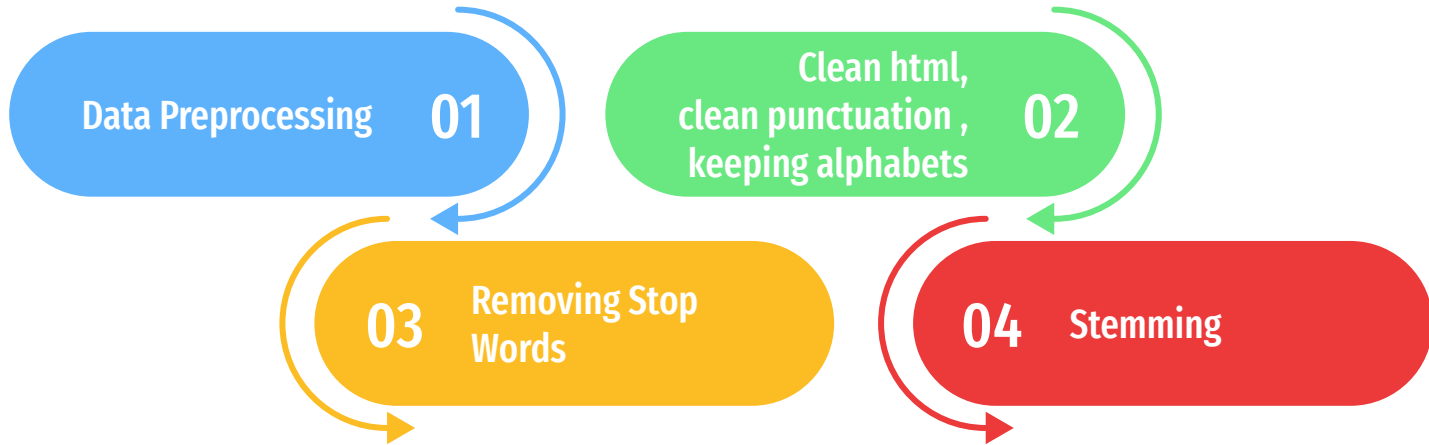 Data Preprocessing
01
Clean html,
clean punctuation ,
keeping alphabets
02
03
Removing Stop
Words
04
Stemming